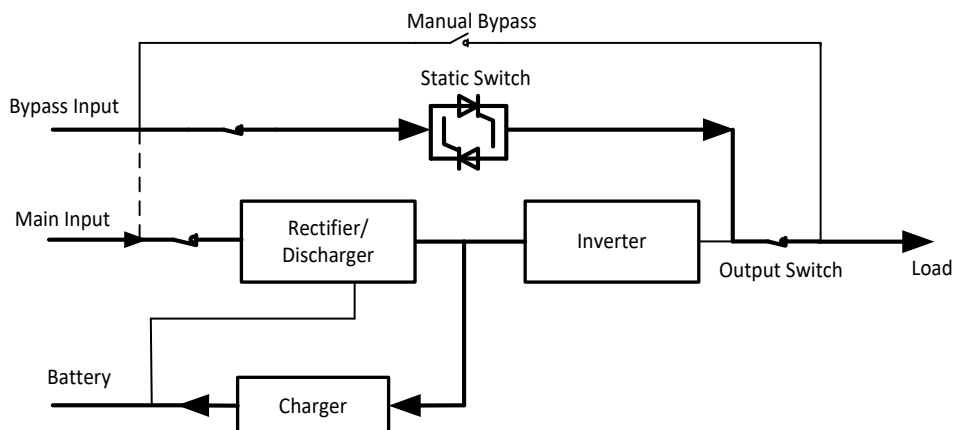 Manual Bypass
Static Switch
Bypass Input
Main Input
Rectifier/
Discharger
Inverter
Output Switch
Load
Battery
Charger